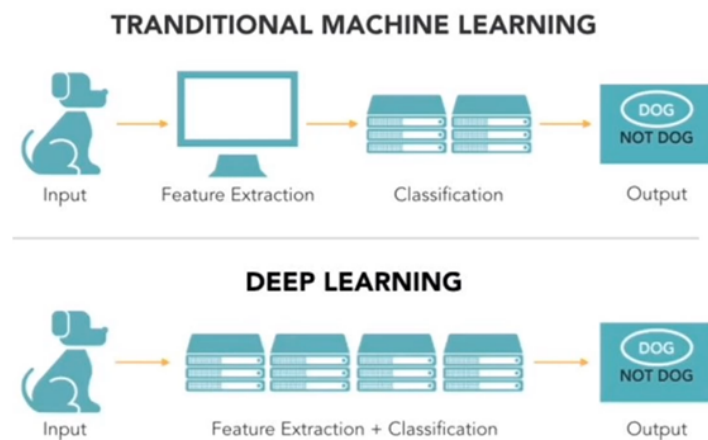 TRANDITIONAL MACHINE LEARNING
DOG
NOT DOG
Input
Feature Extraction
Classification
Output
DEEP LEARNING
DOG
NOT DOG
Input
Feature Extraction + Classification
Output